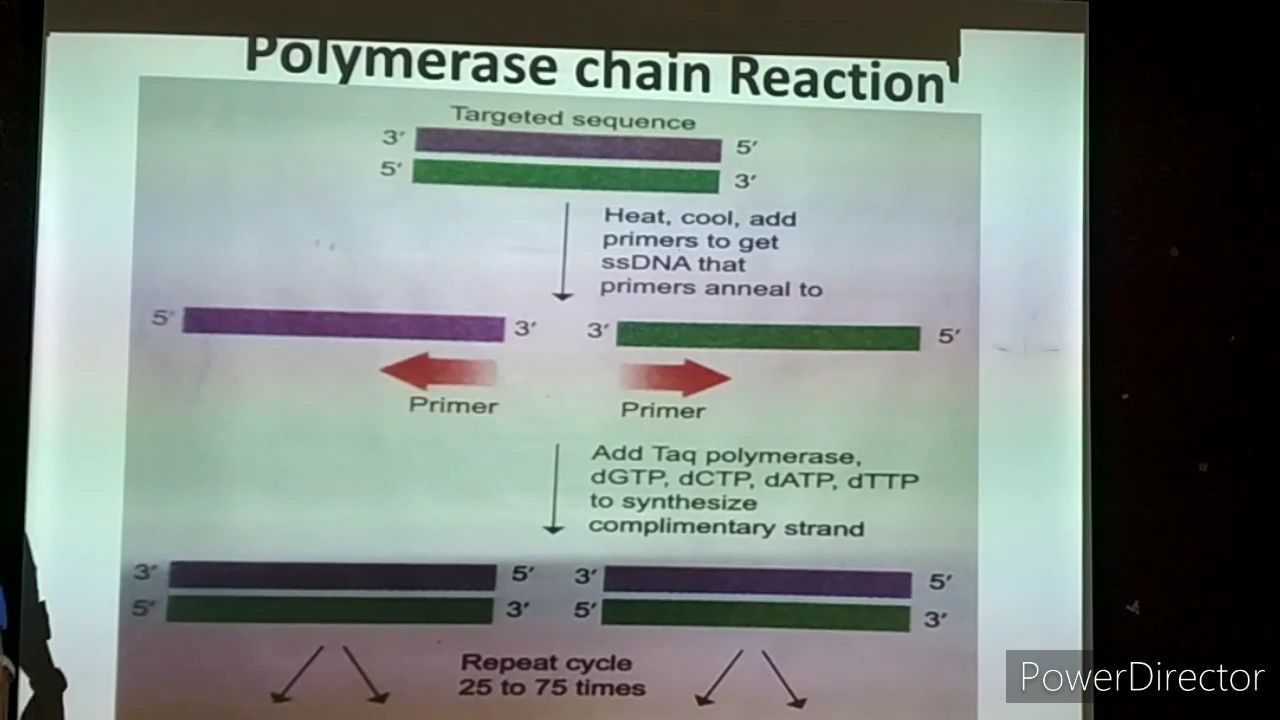 Polymerase chain Reaction
Targeted sequence
3′ 5′
5′ 3′
Heat, cool, add
primers to get
ssDNA that
primers anneal to
5′ 3′ 3′ 5′
Primer Primer
Add Taq polymerase,
dGTP, dCTP, dATP, dTTP
to synthesize
complimentary strand
3′ 5′ 3′ 5′
5′ 3′ 5′ 3′
Repeat cycle
25 to 75 times
PowerDirector